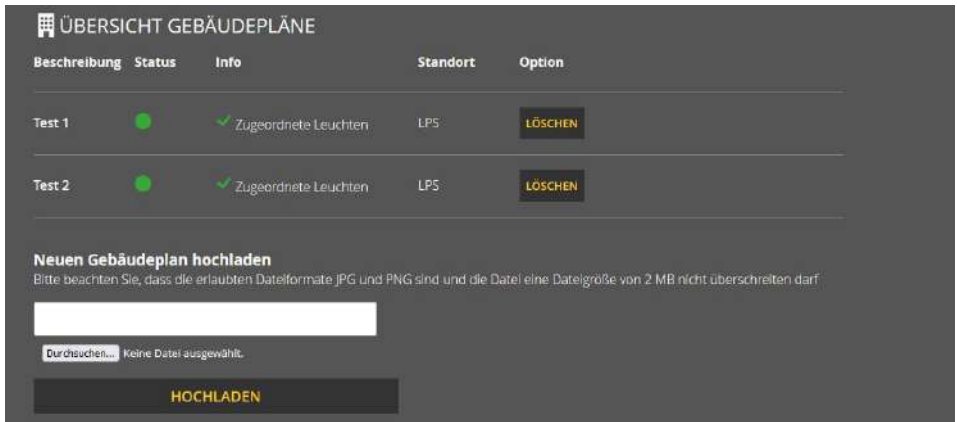 ÜBERSICHT GEBÄUDEPLÄNE
Beschreibung Status Info Standort Option
Test 1 Zugeordnete Leuchten LPS LÖSCHEN
Test 2 Zugeordnete Leuchten LPS LÖSCHEN
Neuen Gebäudeplan hochladen
Bitte beachten Sie, dass die erlaubten Dateiformate JPG und PNG sind und die Datei eine Dateigröße von 2 MB nicht überschreiten darf
Durchsuchen... Keine Datei ausgewählt.
HOCHLADEN